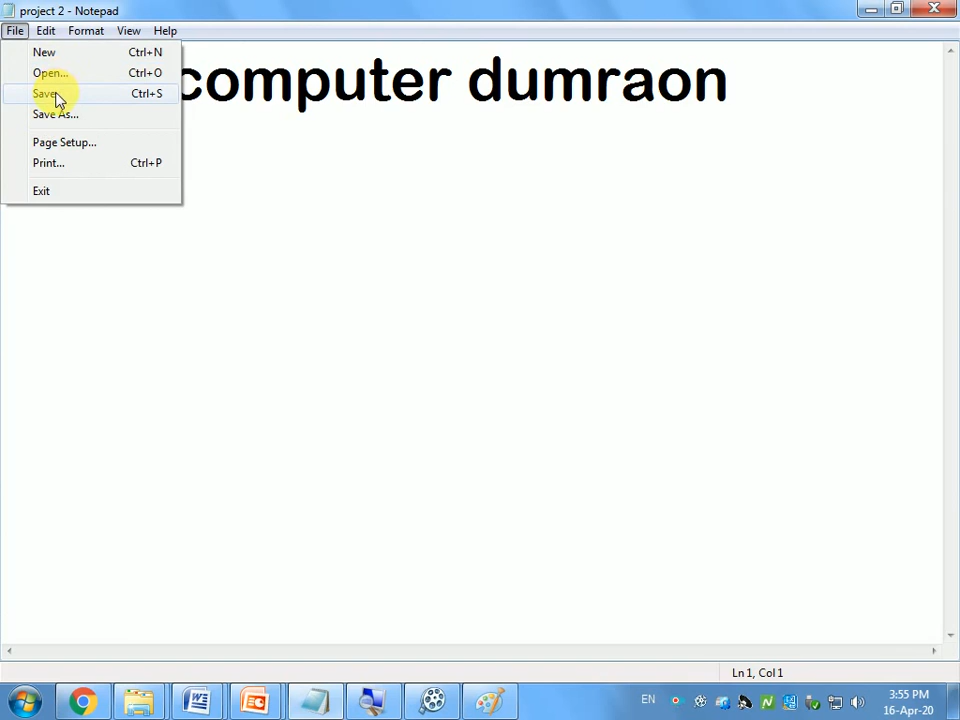 project 2 - Notepad
File Edit Format View Help
New Ctrl+N
Open... Ctrl+O
Save Ctrl+S
Save As...
Page Setup...
Print... Ctrl+P
Exit
computer dumraon
Ln 1, Col 1
EN
3:55 PM
16-Apr-20